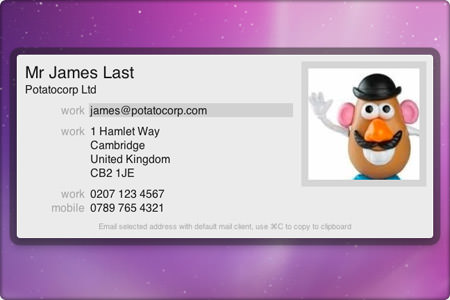 Mr James Last
Potatocorp Ltd
work james@potatocorp.com
work 1 Hamlet Way
Cambridge
United Kingdom
CB2 1JE
work 0207 123 4567
mobile 0789 765 4321
Email selected address with default mail client, use ⌘C to copy to clipboard